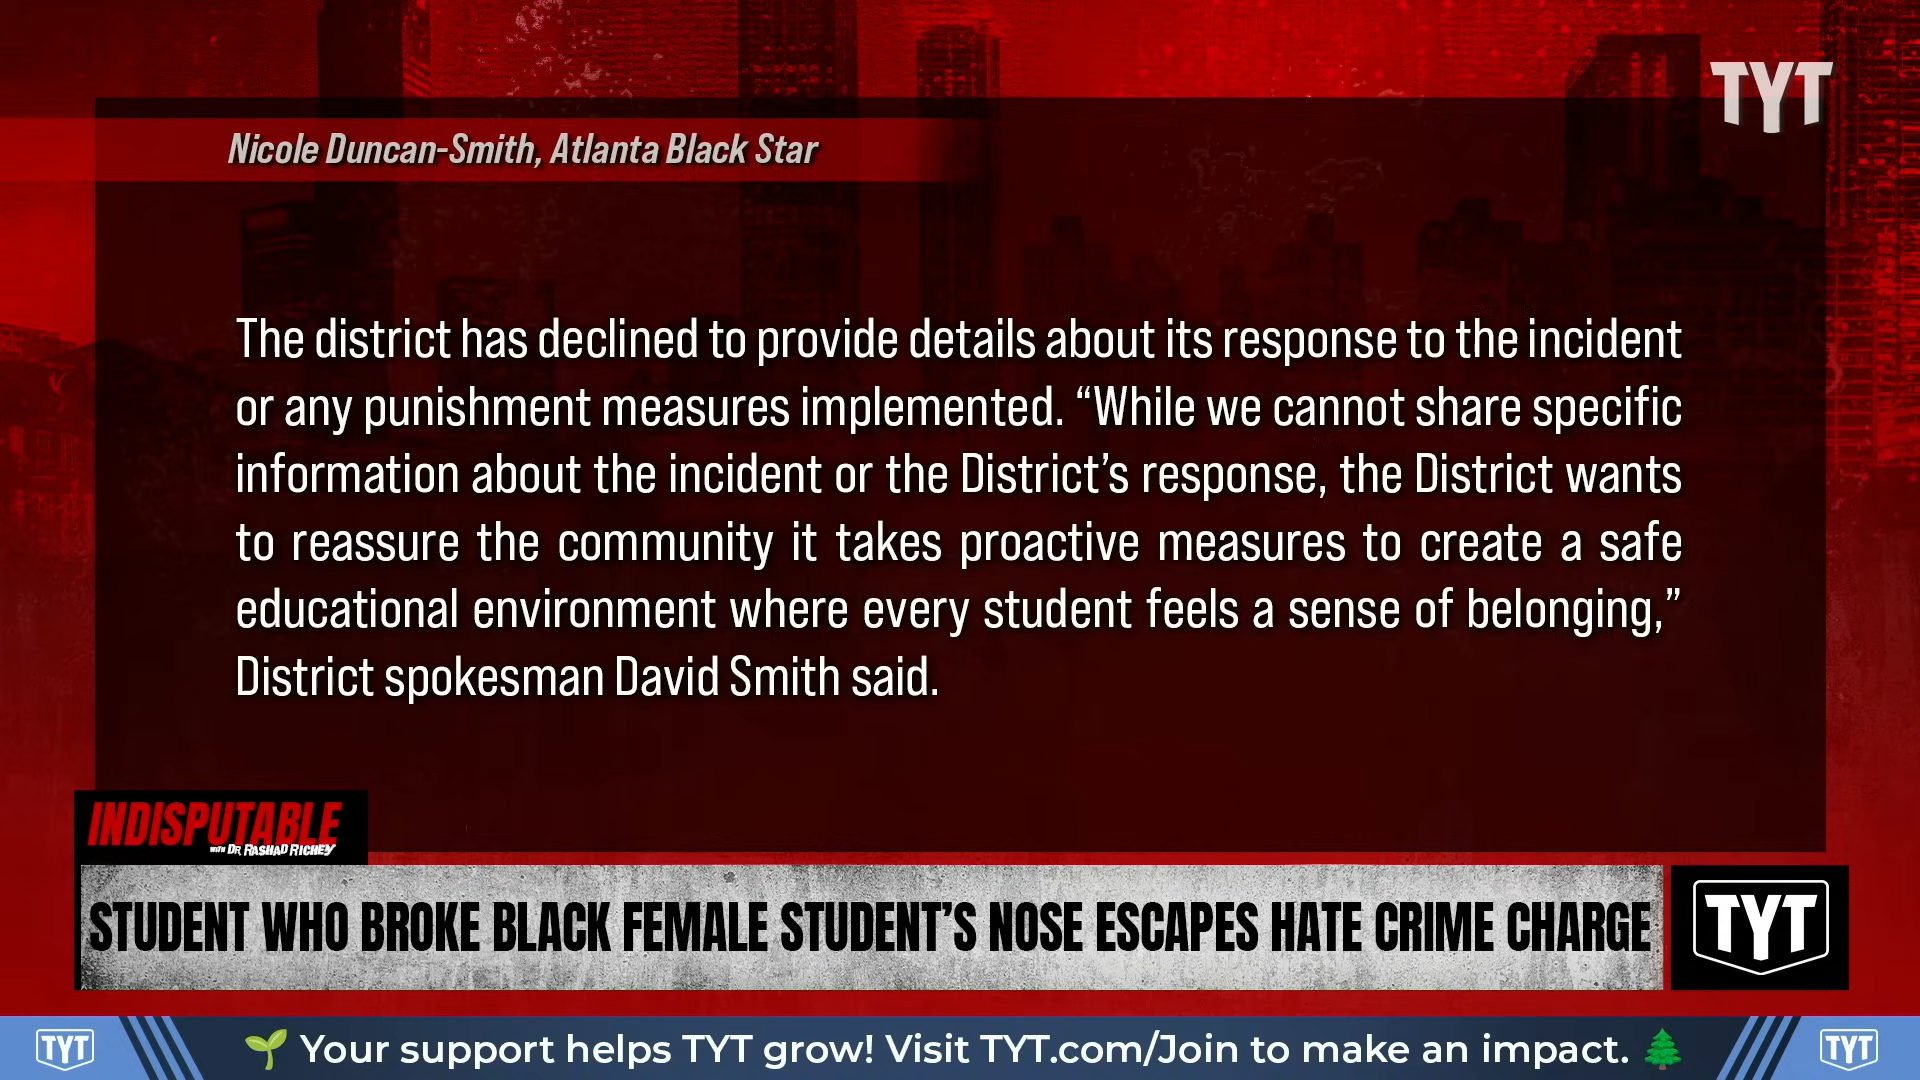 TYT
Nicole Duncan-Smith, Atlanta Black Star
The district has declined to provide details about its response to the incident
or any punishment measures implemented. “While we cannot share specific
information about the incident or the District’s response, the District wants
to reassure the community it takes proactive measures to create a safe
educational environment where every student feels a sense of belonging,”
District spokesman David Smith said.
INDISPUTABLE
WITH DR RASHAD RICHEY
STUDENT WHO BROKE BLACK FEMALE STUDENT’S NOSE ESCAPES HATE CRIME CHARGE
TYT
TYT
🌱 Your support helps TYT grow! Visit TYT.com/Join to make an impact. 🌲
TYT